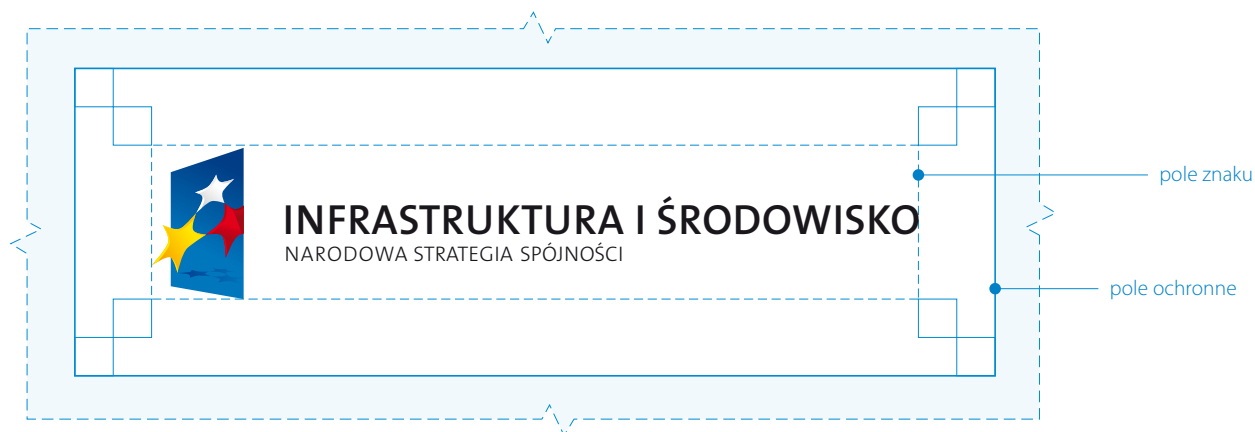 pole znaku
INFRASTRUKTURA I ŚRODOWISKO
NARODOWA STRATEGIA SPÓJNOŚCI
pole ochronne